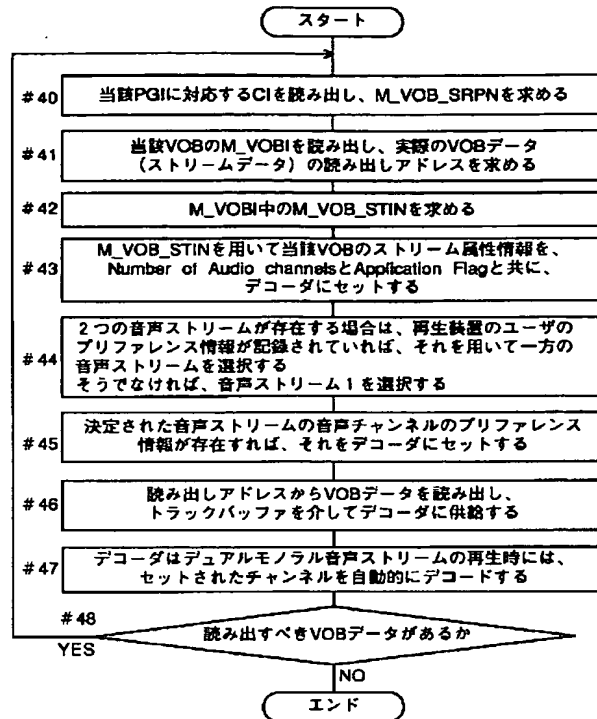 スタート
#40
当該PGIに対応するCIを読み出し、M_VOB_SRPNを求める
#41
当該VOBのM_VOBIを読み出し、実際のVOBデータ
(ストリームデータ)の読み出しアドレスを求める
#42
M_VOBI中のM_VOB_STINを求める
#43
M_VOB_STINを用いて当該VOBのストリーム属性情報を、
Number of Audio channelsとApplication Flagと共に、
デコーダにセットする
#44
2つの音声ストリームが存在する場合は、再生装置のユーザの
プリファレンス情報が記録されていれば、それを用いて一方の
音声ストリームを選択する
そうでなければ、音声ストリーム1を選択する
#45
決定された音声ストリームの音声チャンネルのプリファレンス
情報が存在すれば、それをデコーダにセットする
#46
読み出しアドレスからVOBデータを読み出し、
トラックバッファを介してデコーダに供給する
#47
デコーダはデュアルモノラル音声ストリームの再生時には、
セットされたチャンネルを自動的にデコードする
#48
読み出すべきVOBデータがあるか
YES
NO
エンド